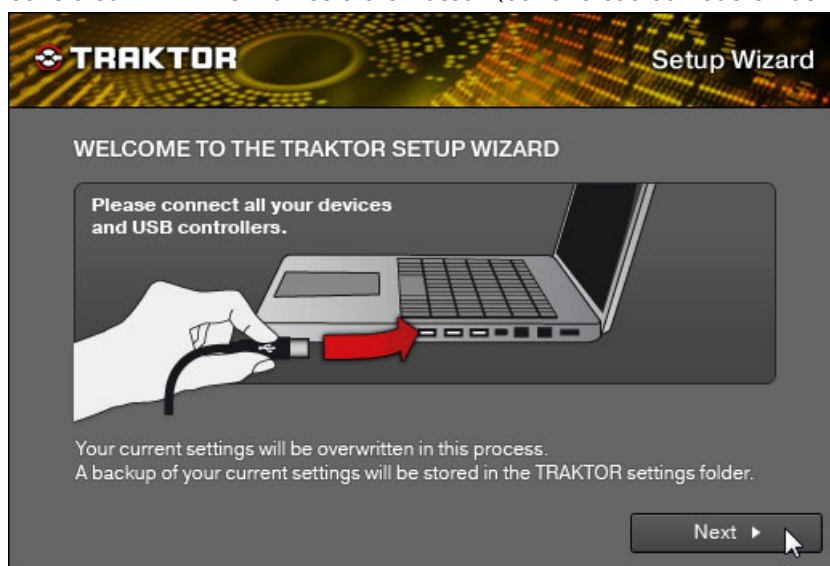 TRAKTOR
Setup Wizard
WELCOME TO THE TRAKTOR SETUP WIZARD
Please connect all your devices
and USB controllers.
Your current settings will be overwritten in this process.
A backup of your current settings will be stored in the TRAKTOR settings folder.
Next